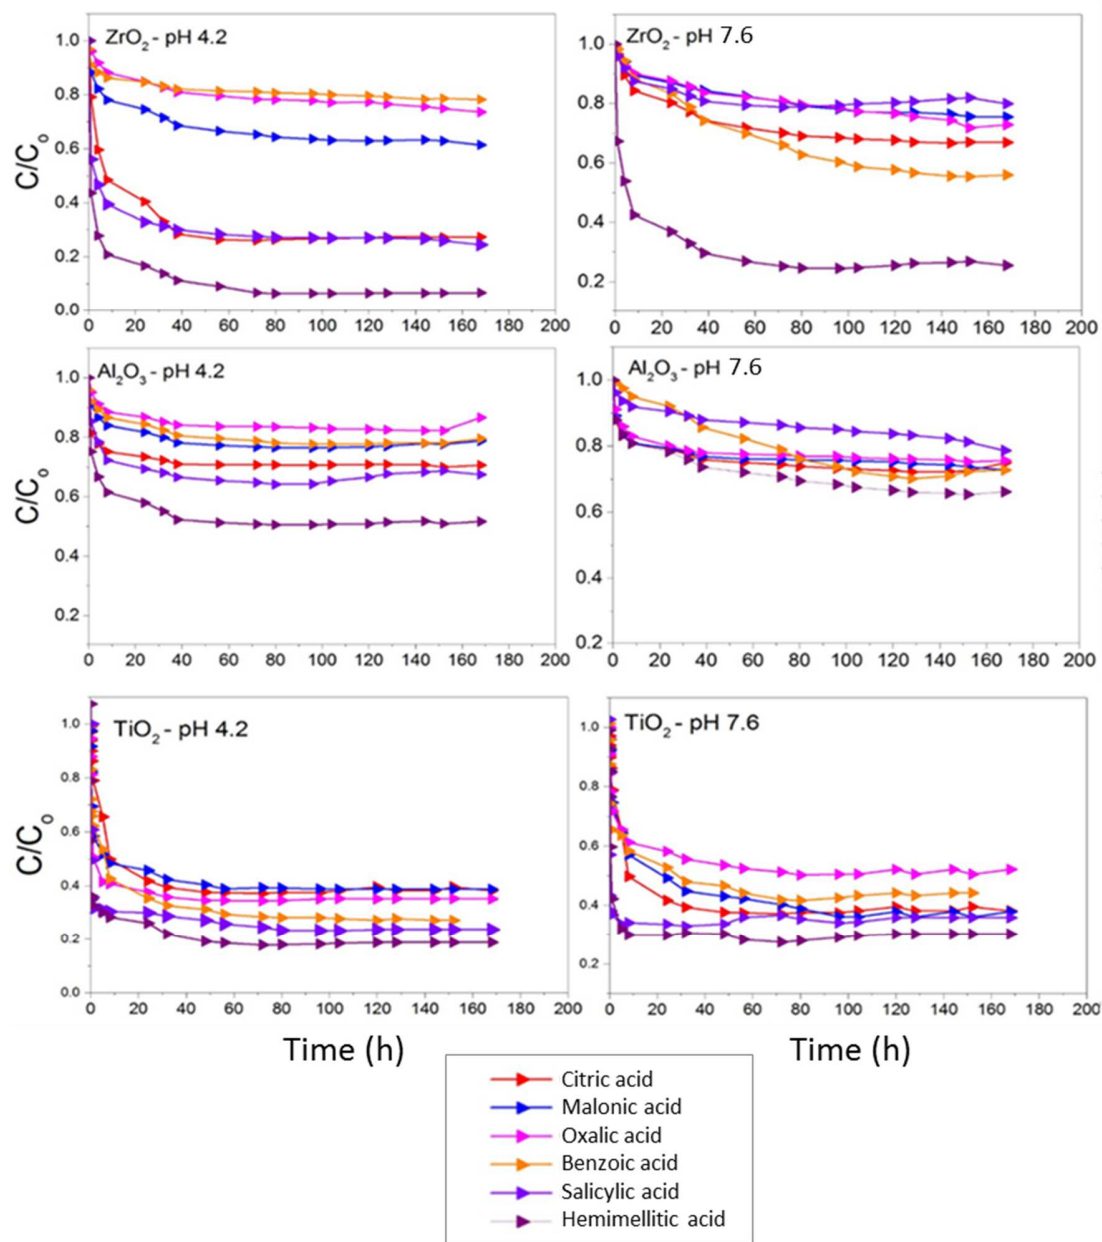 ZrO2 - pH 4.2
C/Co
1.0
0.8
0.6
0.4
0.2
0.0
0 20 40 60 80 100 120 140 160 180 200
ZrO2- pH 7.6
1.0
0.8
0.6
0.4
0.2
0 20 40 60 80 100 120 140 160 180 200
Al2O3- pH 4.2
C/Co
1.0
0.8
0.6
0.4
0.2
0 20 40 60 80 100 120 140 160 180 200
Al2O3- pH 7.6
1.0
0.8
0.6
0.4
0.2
0 20 40 60 80 100 120 140 160 180 200
TiO2 - pH 4.2
C/Co
1.0
0.8
0.6
0.4
0.2
0.0
0 20 40 60 80 100 120 140 160 180 200
TiO2 - pH 7.6
1.0
0.8
0.6
0.4
0.2
0 20 40 60 80 100 120 140 160 180 200
Time (h)
Time (h)
Citric acid
Malonic acid
Oxalic acid
Benzoic acid
Salicylic acid
Hemimellitic acid